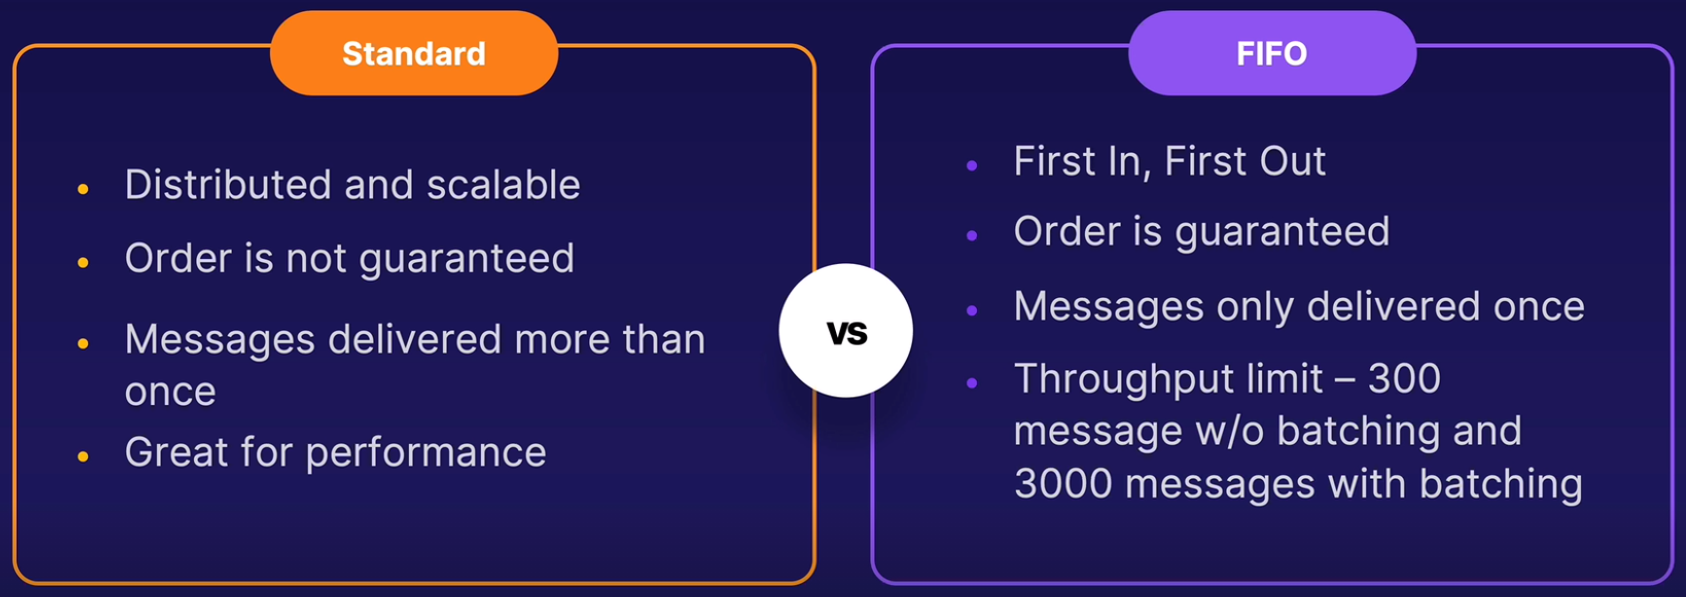 Standard
Distributed and scalable
Order is not guaranteed
Messages delivered more than
once
Great for performance
vs
FIFO
First In, First Out
Order is guaranteed
Messages only delivered once
Throughput limit – 300
message w/o batching and
3000 messages with batching